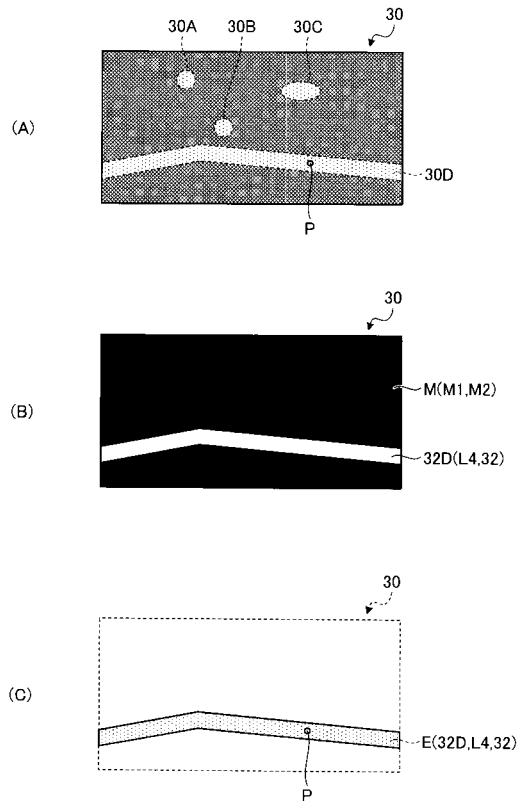 30
30A 30B 30C
(A)
30D
P
30
(B)
M(M1,M2)
32D(L4,32)
30
(C)
E(32D,L4,32)
P